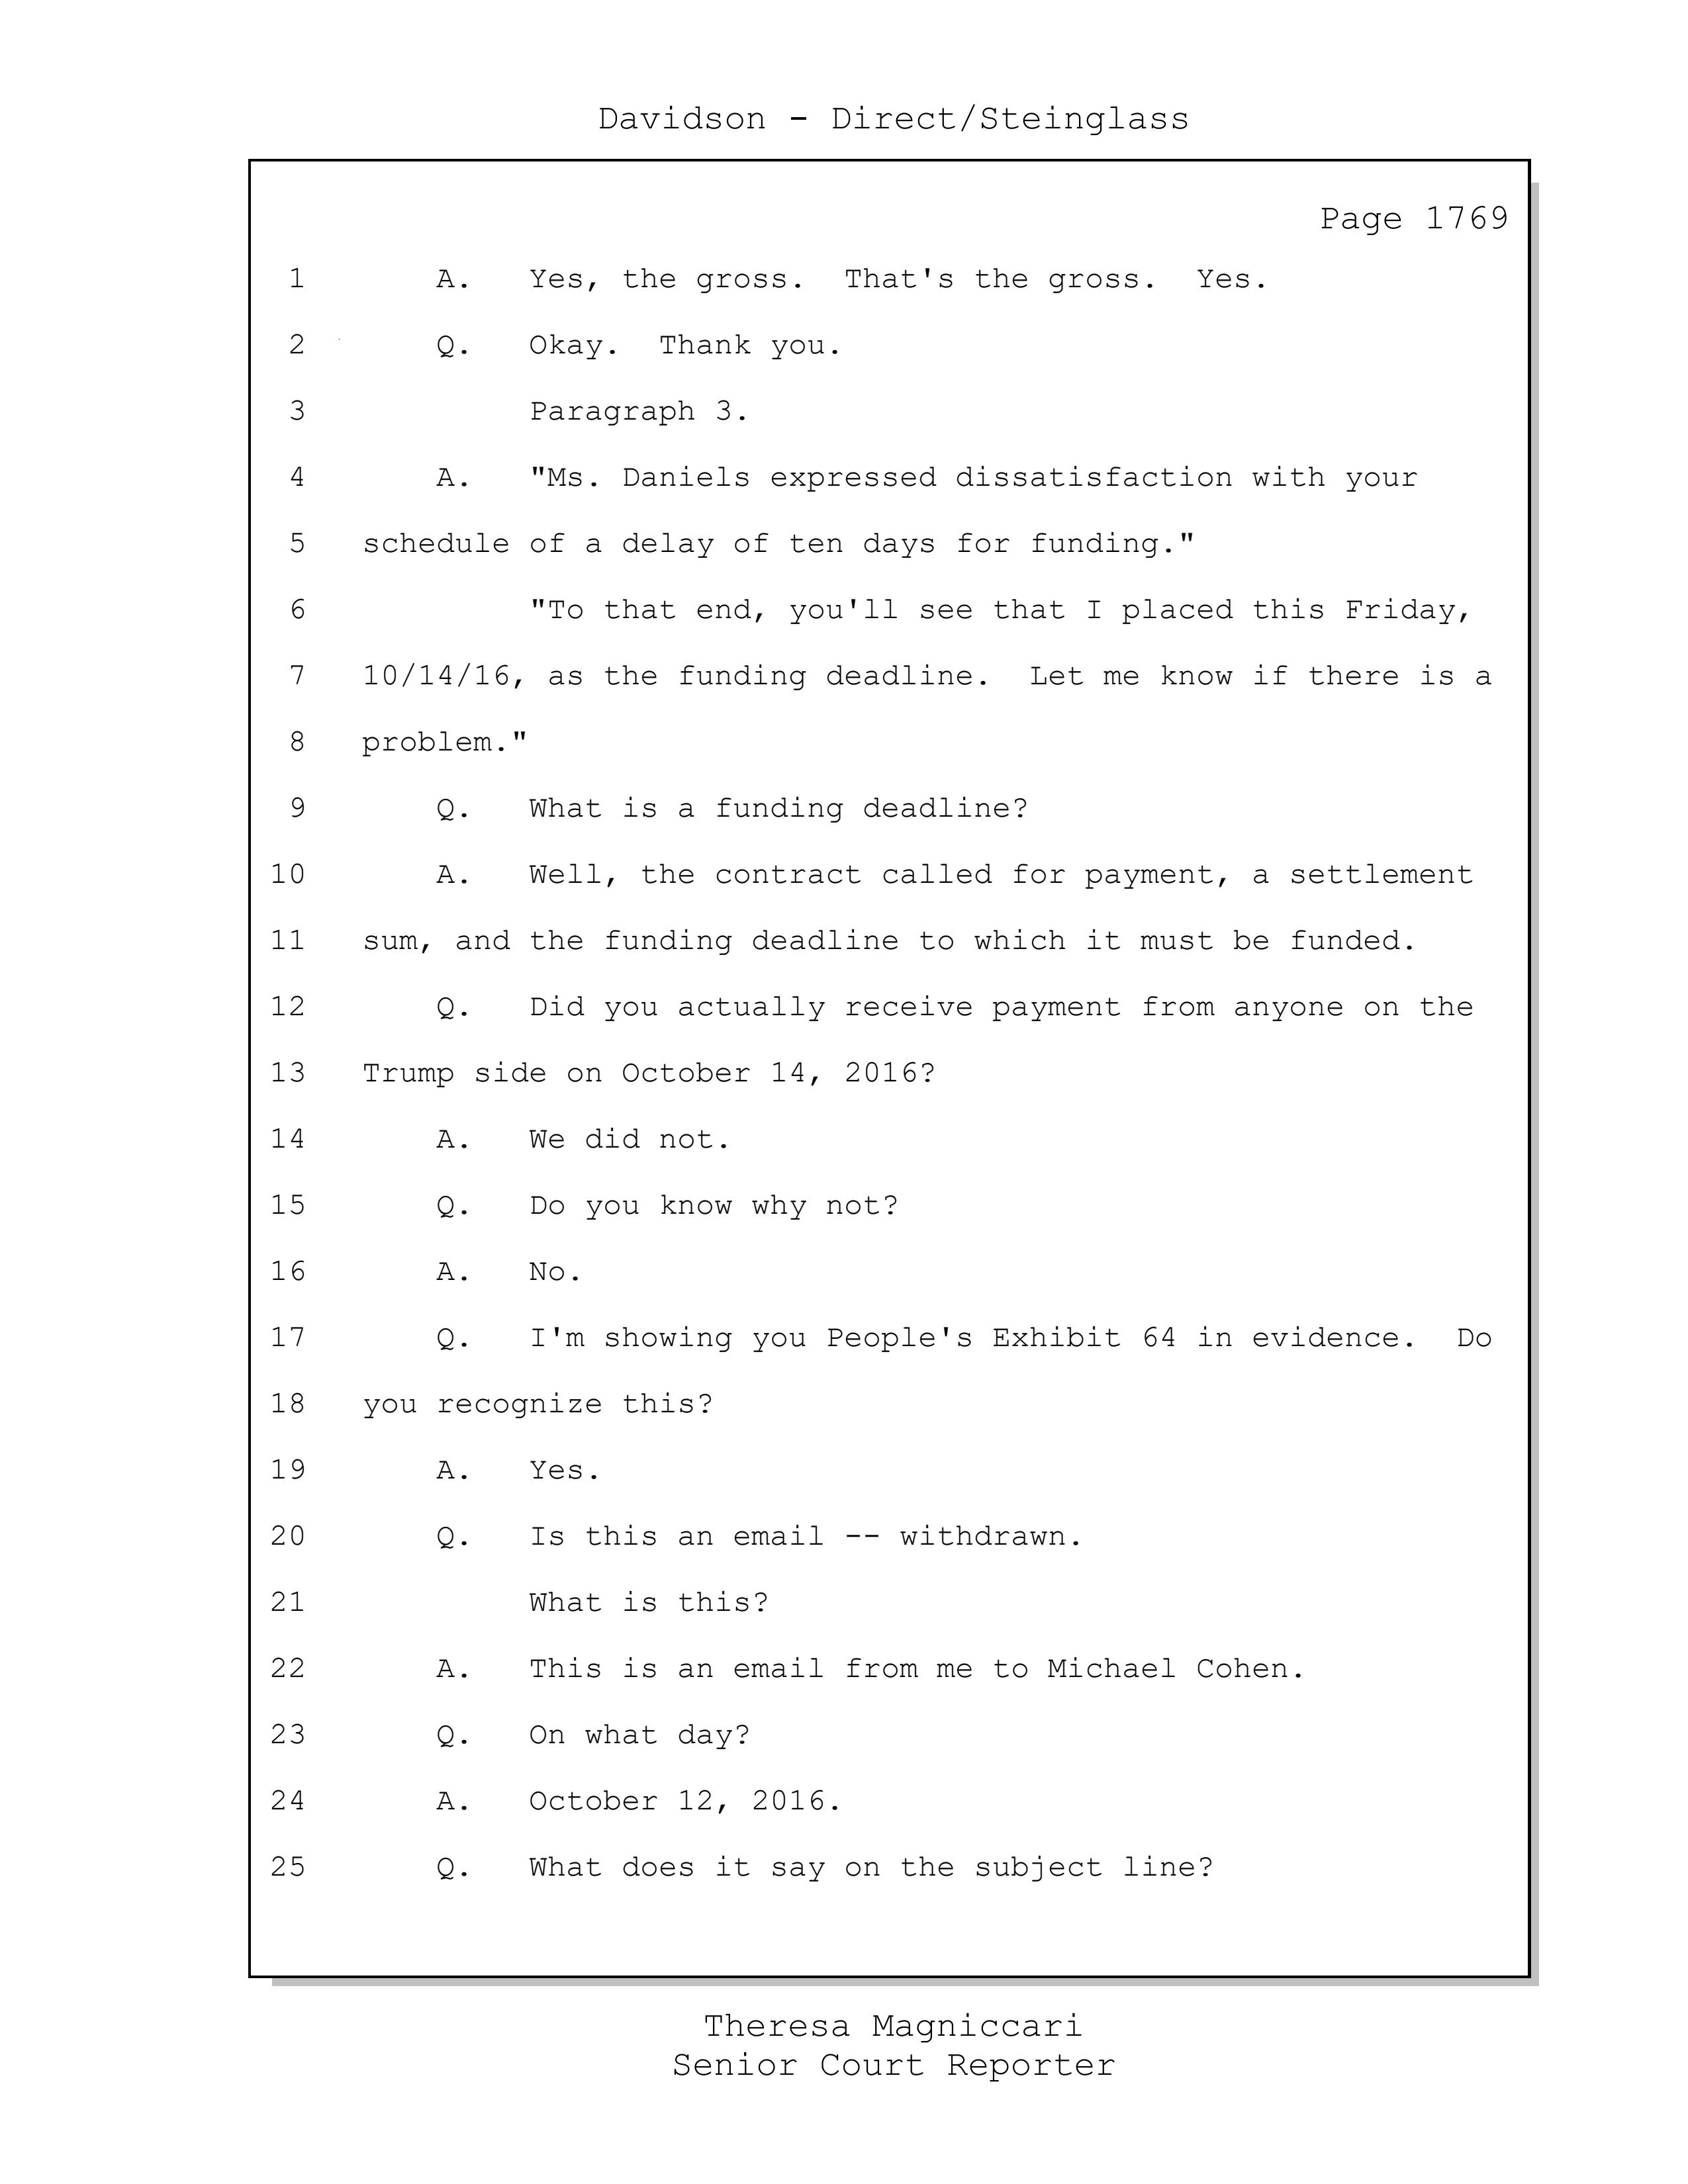 Davidson - Direct/Steinglass
Page 1769
1 A. Yes, the gross. That's the gross. Yes.
2 Q. Okay. Thank you.
3 Paragraph 3.
4 A. "Ms. Daniels expressed dissatisfaction with your
5 schedule of a delay of ten days for funding."
6 "To that end, you'll see that I placed this Friday,
7 10/14/16, as the funding deadline. Let me know if there is a
8 problem."
9 Q. What is a funding deadline?
10 A. Well, the contract called for payment, a settlement
11 sum, and the funding deadline to which it must be funded.
12 Q. Did you actually receive payment from anyone on the
13 Trump side on October 14, 2016?
14 A. We did not.
15 Q. Do you know why not?
16 A. No.
17 Q. I'm showing you People's Exhibit 64 in evidence. Do
18 you recognize this?
19 A. Yes.
20 Q. Is this an email -- withdrawn.
21 What is this?
22 A. This is an email from me to Michael Cohen.
23 Q. On what day?
24 A. October 12, 2016.
25 Q. What does it say on the subject line?
Theresa Magniccari
Senior Court Reporter